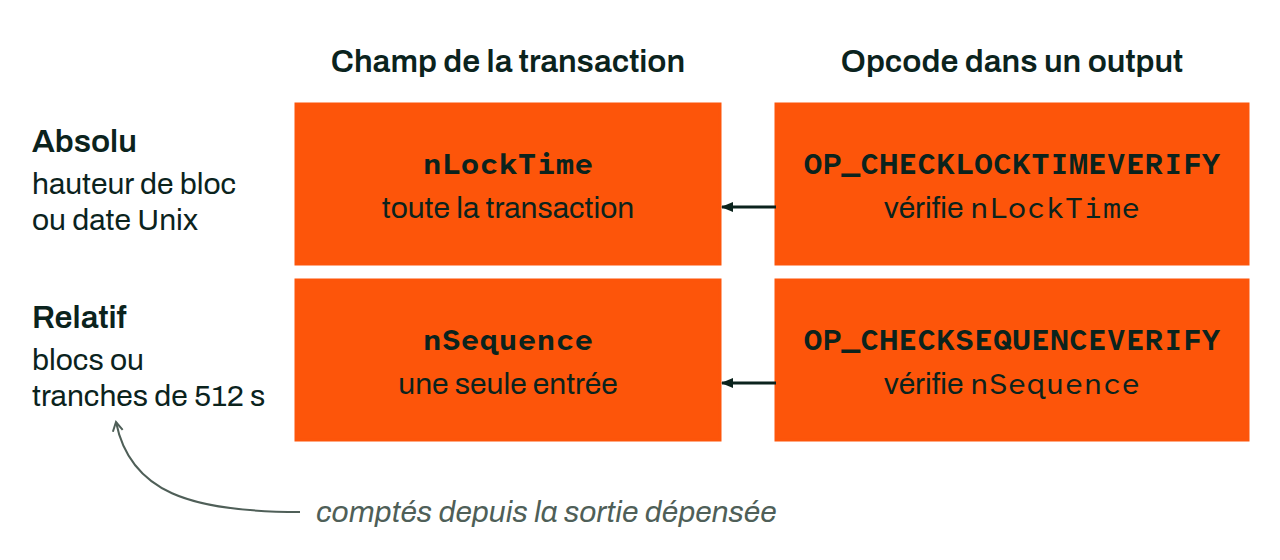 Champ de la transaction
Opcode dans un output
Absolu
hauteur de bloc
ou date Unix
nLockTime
toute la transaction
OP_CHECKLOCKTIMEVERIFY
vérifie nLockTime
Relatif
blocs ou
tranches de 512 s
nSequence
une seule entrée
OP_CHECKSEQUENCEVERIFY
vérifie nSequence
comptés depuis la sortie dépensée